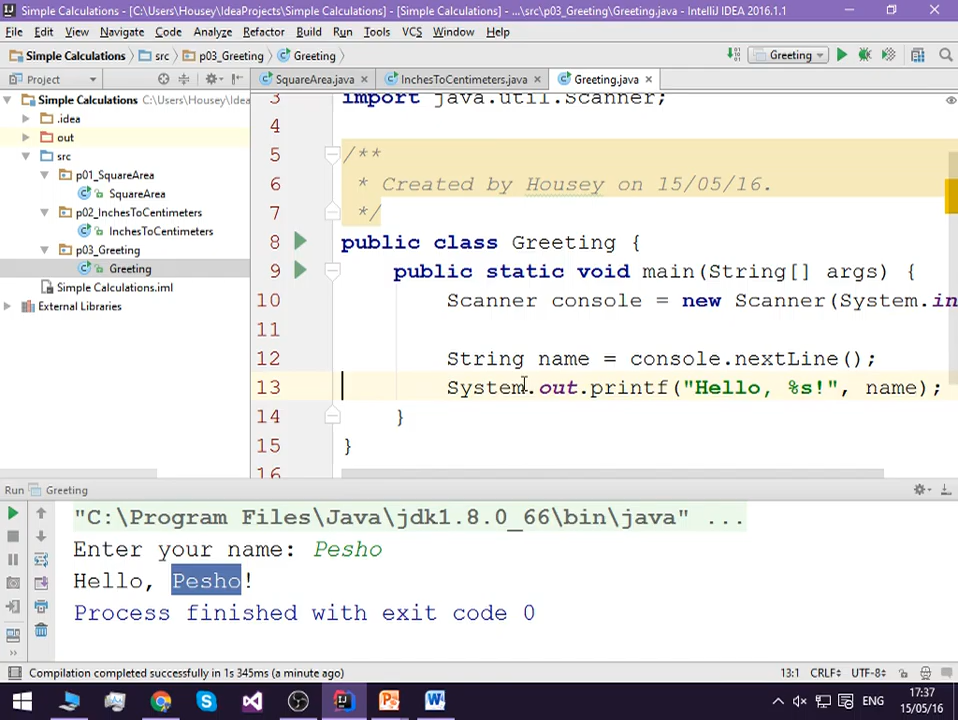 Simple Calculations - [C:\Users\Housey\IdeaProjects\Simple Calculations] - [Simple Calculations] - ...\src\p03_Greeting\Greeting.java - IntelliJ IDEA 2016.1.1
File Edit View Navigate Code Analyze Refactor Build Run Tools VCS Window Help
Simple Calculations src p03_Greeting Greeting Greeting
Project SquareArea.java InchesToCentimeters.java Greeting.java
Simple Calculations C:\Users\Housey\Idea
.idea
out
src
p01_SquareArea
SquareArea
p02_InchesToCentimeters
InchesToCentimeters
p03_Greeting
Greeting
Simple Calculations.iml
External Libraries
3 import java.util.Scanner;
4
5 /**
6 * Created by Housey on 15/05/16.
7 */
8 public class Greeting {
9 public static void main(String[] args) {
10 Scanner console = new Scanner(System.in
11
12 String name = console.nextLine();
13 System.out.printf("Hello, %s!", name);
14 }
15 }
16
Run Greeting
"C:\Program Files\Java\jdk1.8.0_66\bin\java" ...
Enter your name: Pesho
Hello, Pesho!
Process finished with exit code 0
Compilation completed successfully in 1s 345ms (a minute ago) 13:1 CRLF UTF-8
ENG 17:37
15/05/16